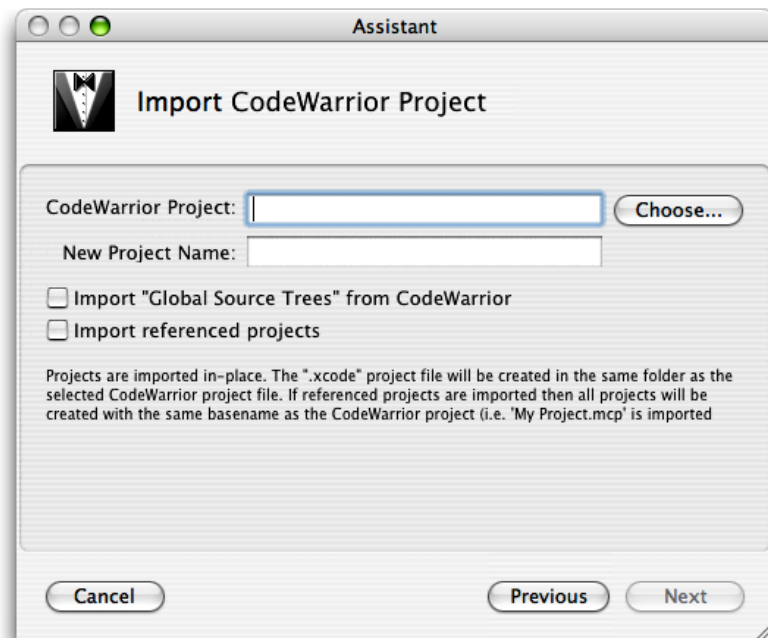 Assistant
Import CodeWarrior Project
CodeWarrior Project:
Choose...
New Project Name:
Import "Global Source Trees" from CodeWarrior
Import referenced projects
Projects are imported in-place. The ".xcode" project file will be created in the same folder as the
selected CodeWarrior project file. If referenced projects are imported then all projects will be
created with the same basename as the CodeWarrior project (i.e. 'My Project.mcp' is imported
Cancel
Previous
Next